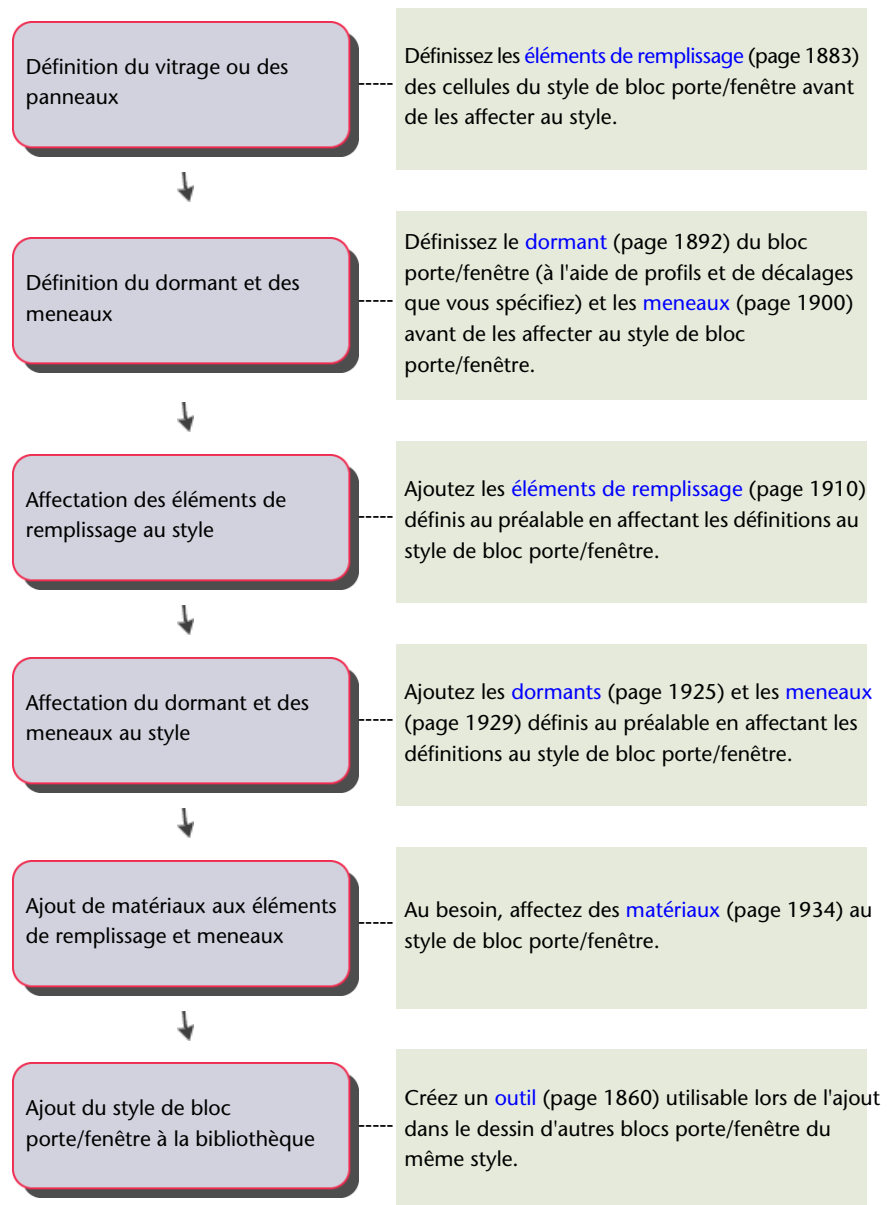 Définition du vitrage ou des
panneaux
Définissez les éléments de remplissage (page 1883)
des cellules du style de bloc porte/fenêtre avant
de les affecter au style.
Définition du dormant et des
meneaux
Définissez le dormant (page 1892) du bloc
porte/fenêtre (à l'aide de profils et de décalages
que vous spécifiez) et les meneaux (page 1900)
avant de les affecter au style de bloc
porte/fenêtre.
Affectation des éléments de
remplissage au style
Ajoutez les éléments de remplissage (page 1910)
définis au préalable en affectant les définitions au
style de bloc porte/fenêtre.
Affectation du dormant et des
meneaux au style
Ajoutez les dormants (page 1925) et les meneaux
(page 1929) définis au préalable en affectant les
définitions au style de bloc porte/fenêtre.
Ajout de matériaux aux éléments
de remplissage et meneaux
Au besoin, affectez des matériaux (page 1934) au
style de bloc porte/fenêtre.
Ajout du style de bloc
porte/fenêtre à la bibliothèque
Créez un outil (page 1860) utilisable lors de l'ajout
dans le dessin d'autres blocs porte/fenêtre du
même style.